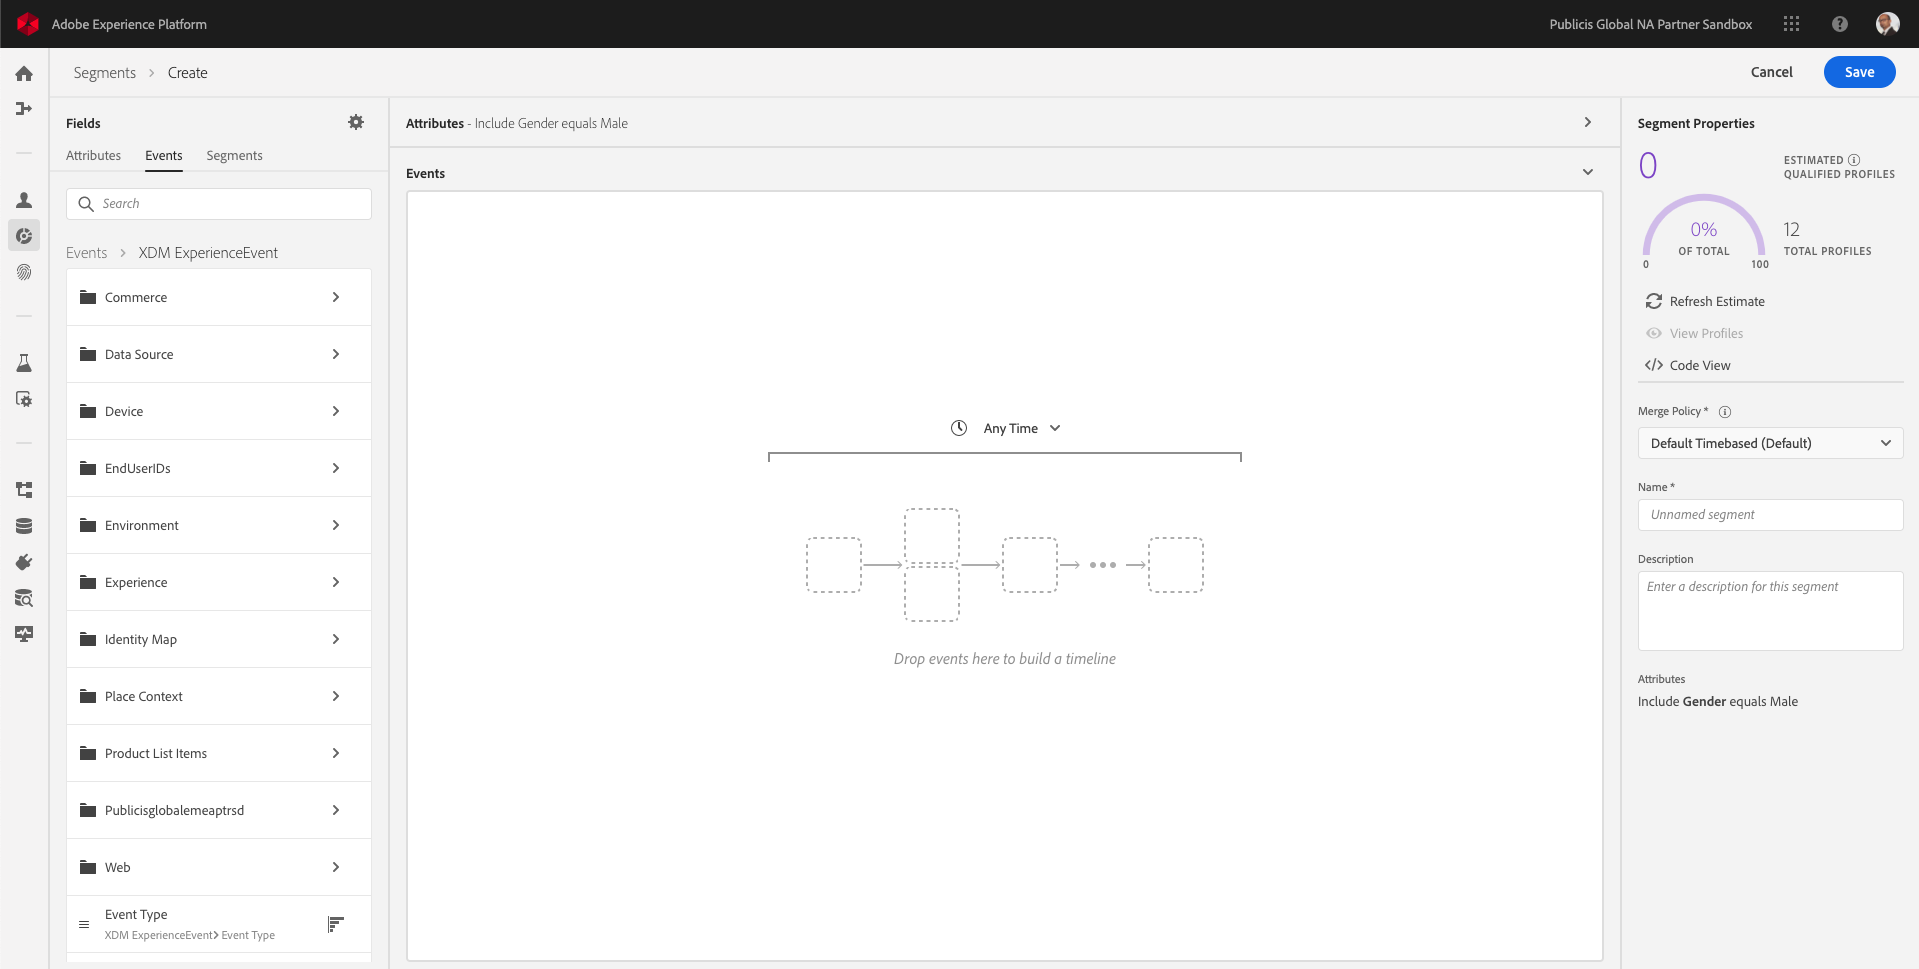 Adobe Experience Platform
Publicis Global NA Partner Sandbox
Segments > Create
Cancel
Save
Fields
Attributes
Events
Segments
Search
Events > XDM ExperienceEvent
Commerce
Data Source
Device
EndUserIDs
Environment
Experience
Identity Map
Place Context
Product List Items
Publicisglobalemeaptrsd
Web
Event Type
XDM ExperienceEvent> Event Type
Attributes - Include Gender equals Male
Events
Any Time
Drop events here to build a timeline
Segment Properties
0
ESTIMATED
QUALIFIED PROFILES
0%
OF TOTAL
0
100
12
TOTAL PROFILES
Refresh Estimate
View Profiles
</> Code View
Merge Policy *
Default Timebased (Default)
Name *
Unnamed segment
Description
Enter a description for this segment
Attributes
Include Gender equals Male